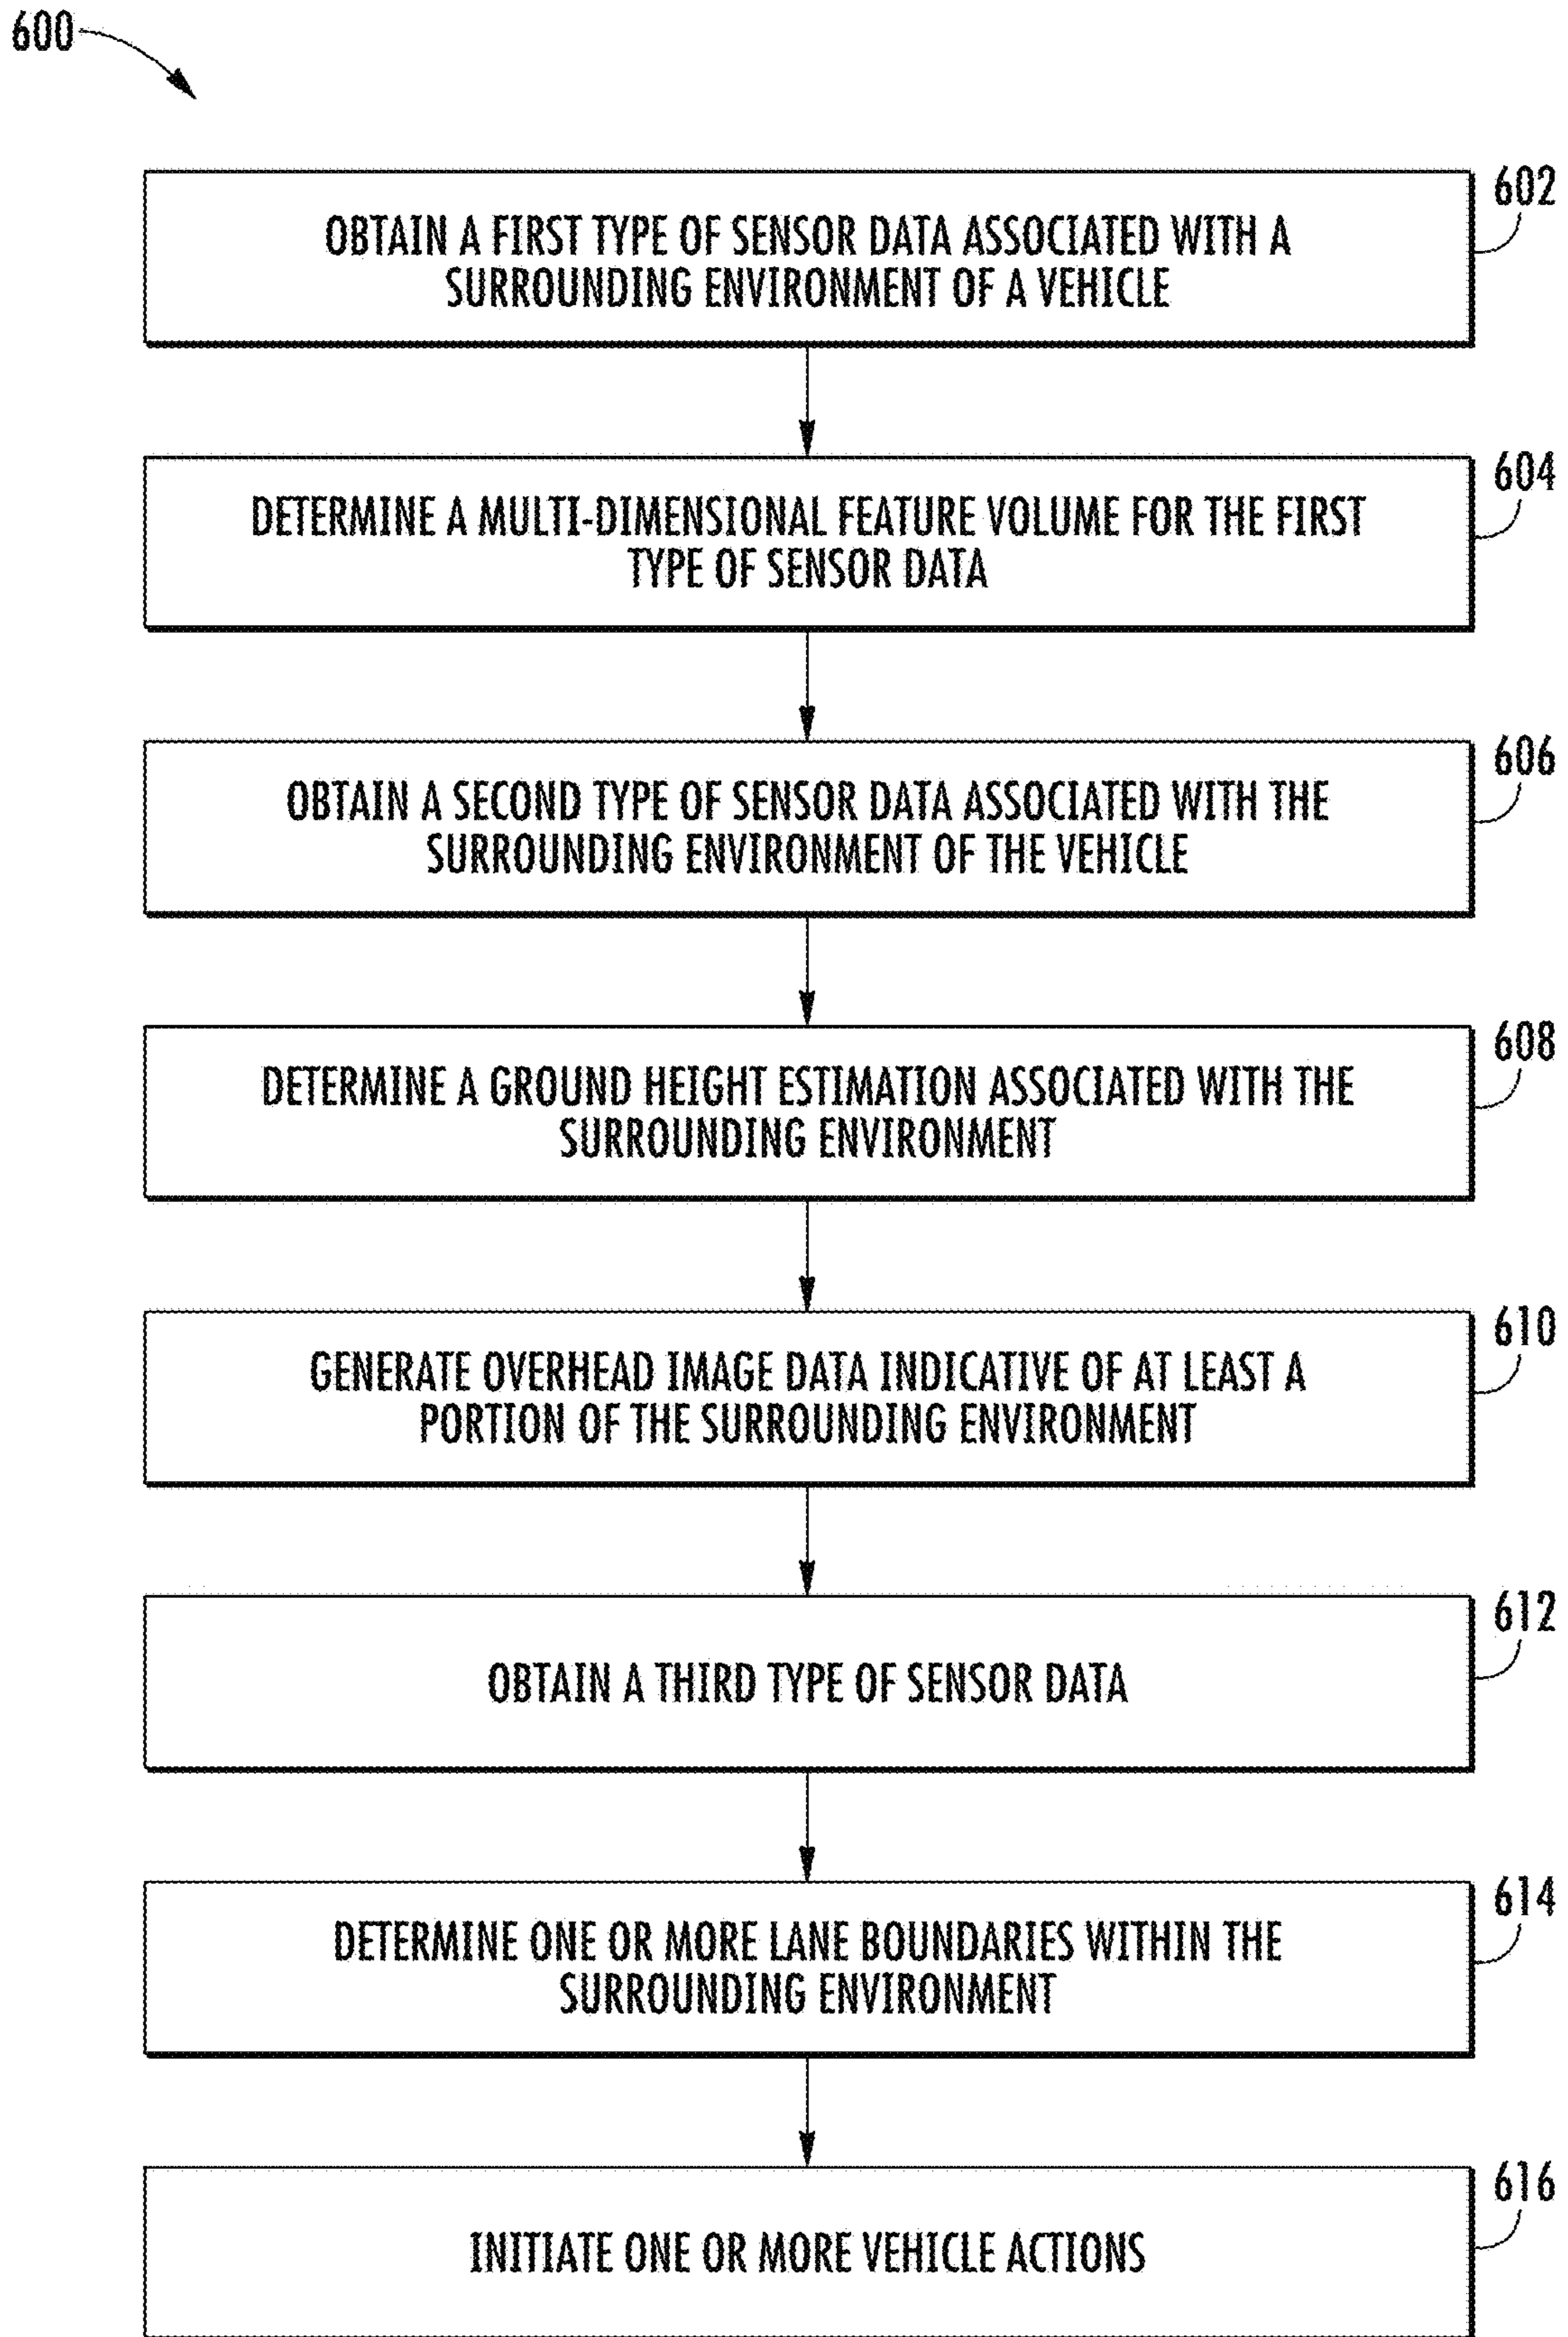 600
602
OBTAIN A FIRST TYPE OF SENSOR DATA ASSOCIATED WITH A
SURROUNDING ENVIRONMENT OF A VEHICLE
604
DETERMINE A MULTI-DIMENSIONAL FEATURE VOLUME FOR THE FIRST
TYPE OF SENSOR DATA
606
OBTAIN A SECOND TYPE OF SENSOR DATA ASSOCIATED WITH THE
SURROUNDING ENVIRONMENT OF THE VEHICLE
608
DETERMINE A GROUND HEIGHT ESTIMATION ASSOCIATED WITH THE
SURROUNDING ENVIRONMENT
610
GENERATE OVERHEAD IMAGE DATA INDICATIVE OF AT LEAST A
PORTION OF THE SURROUNDING ENVIRONMENT
612
OBTAIN A THIRD TYPE OF SENSOR DATA
614
DETERMINE ONE OR MORE LANE BOUNDARIES WITHIN THE
SURROUNDING ENVIRONMENT
616
INITIATE ONE OR MORE VEHICLE ACTIONS